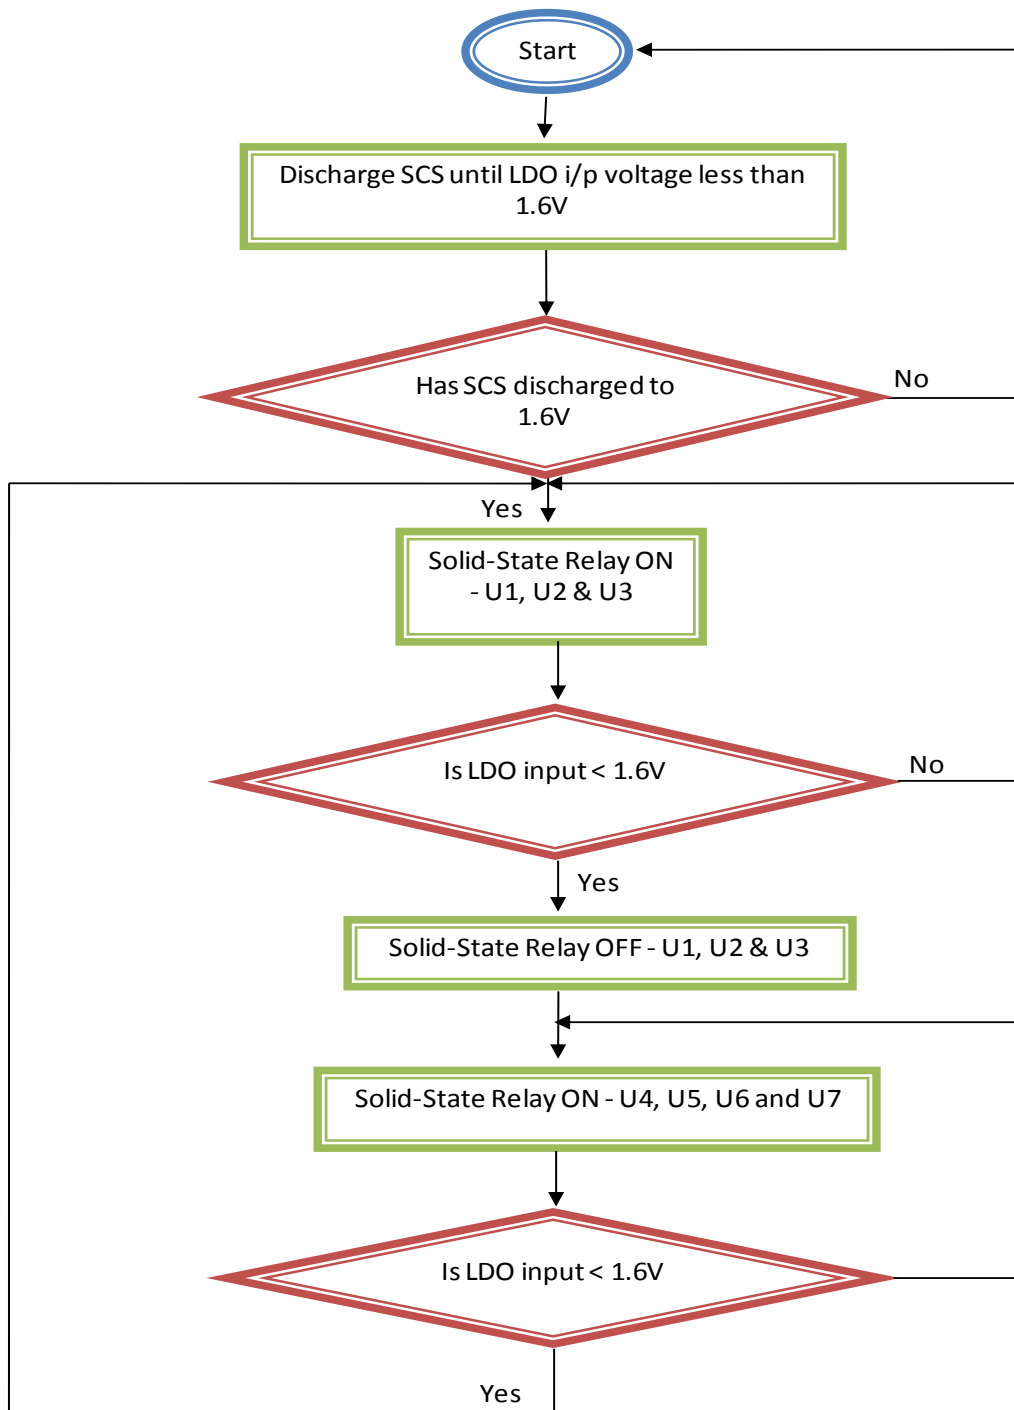 Start
Discharge SCS until LDO i/p voltage less than
1.6V
Has SCS discharged to
1.6V
No
Yes
Solid-State Relay ON
- U1, U2 & U3
Is LDO input < 1.6V
No
Yes
Solid-State Relay OFF - U1, U2 & U3
Solid-State Relay ON - U4, U5, U6 and U7
Is LDO input < 1.6V
Yes